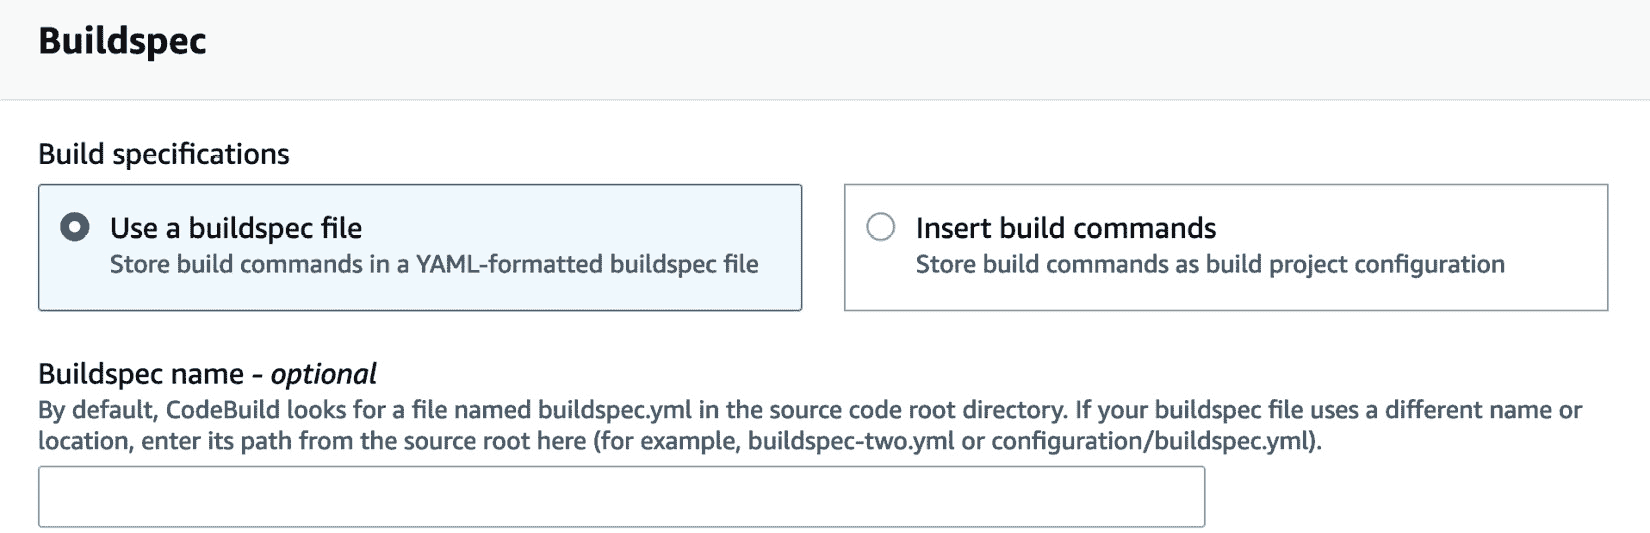 Buildspec
Build specifications
Use a buildspec file
Store build commands in a YAML-formatted buildspec file
Insert build commands
Store build commands as build project configuration
Buildspec name - optional
By default, CodeBuild looks for a file named buildspec.yml in the source code root directory. If your buildspec file uses a different name or
location, enter its path from the source root here (for example, buildspec-two.yml or configuration/buildspec.yml).